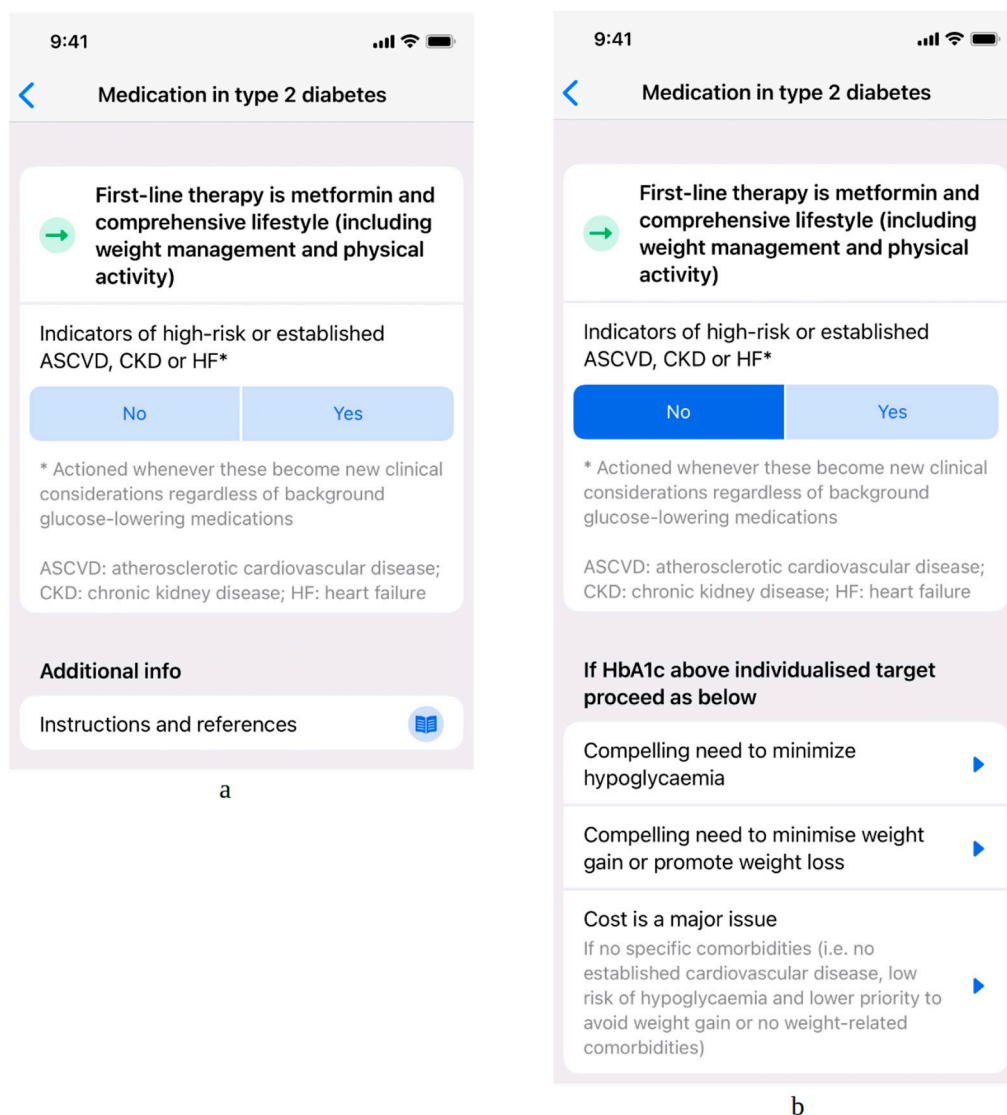 9:41
Medication in type 2 diabetes
First-line therapy is metformin and
comprehensive lifestyle (including
weight management and physical
activity)
Indicators of high-risk or established
ASCVD, CKD or HF*
No Yes
* Actioned whenever these become new clinical
considerations regardless of background
glucose-lowering medications
ASCVD: atherosclerotic cardiovascular disease;
CKD: chronic kidney disease; HF: heart failure
Additional info
Instructions and references
a
9:41
Medication in type 2 diabetes
First-line therapy is metformin and
comprehensive lifestyle (including
weight management and physical
activity)
Indicators of high-risk or established
ASCVD, CKD or HF*
No Yes
* Actioned whenever these become new clinical
considerations regardless of background
glucose-lowering medications
ASCVD: atherosclerotic cardiovascular disease;
CKD: chronic kidney disease; HF: heart failure
If HbA1c above individualised target
proceed as below
Compelling need to minimize
hypoglycaemia
Compelling need to minimise weight
gain or promote weight loss
Cost is a major issue
If no specific comorbidities (i.e. no
established cardiovascular disease, low
risk of hypoglycaemia and lower priority to
avoid weight gain or no weight-related
comorbidities)
b